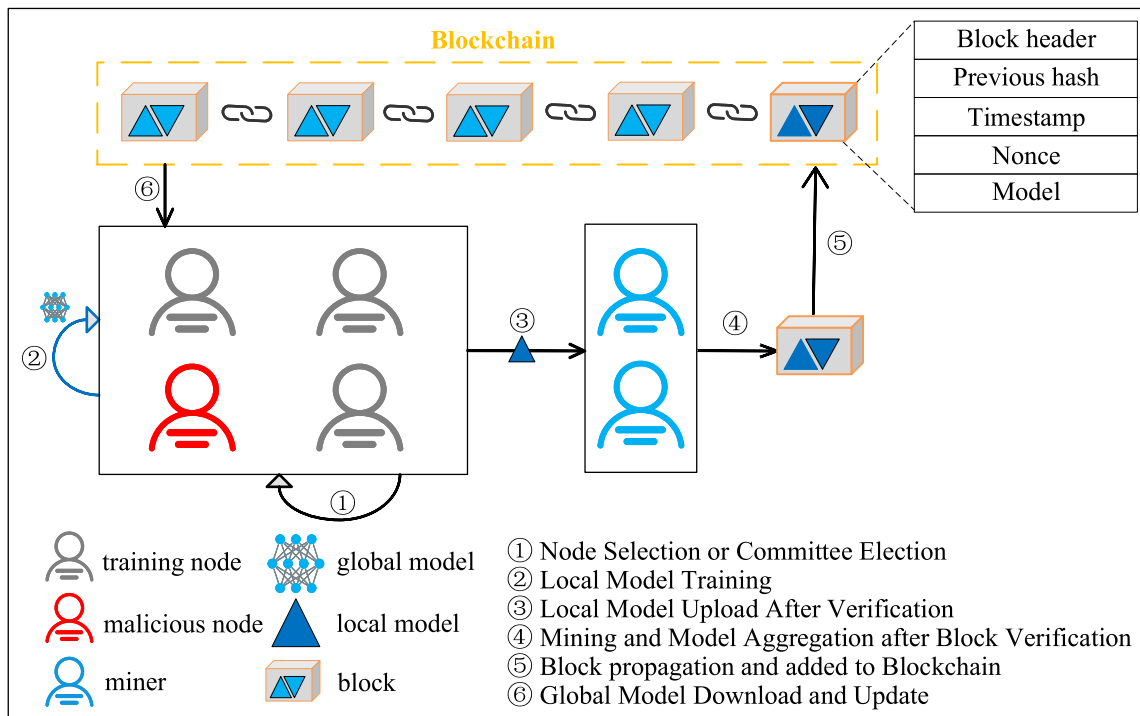 Blockchain
Block header
Previous hash
Timestamp
Nonce
Model
⑥
⑤
②
③
④
①
training node
global model
malicious node
local model
miner
block
① Node Selection or Committee Election
② Local Model Training
③ Local Model Upload After Verification
④ Mining and Model Aggregation after Block Verification
⑤ Block propagation and added to Blockchain
⑥ Global Model Download and Update